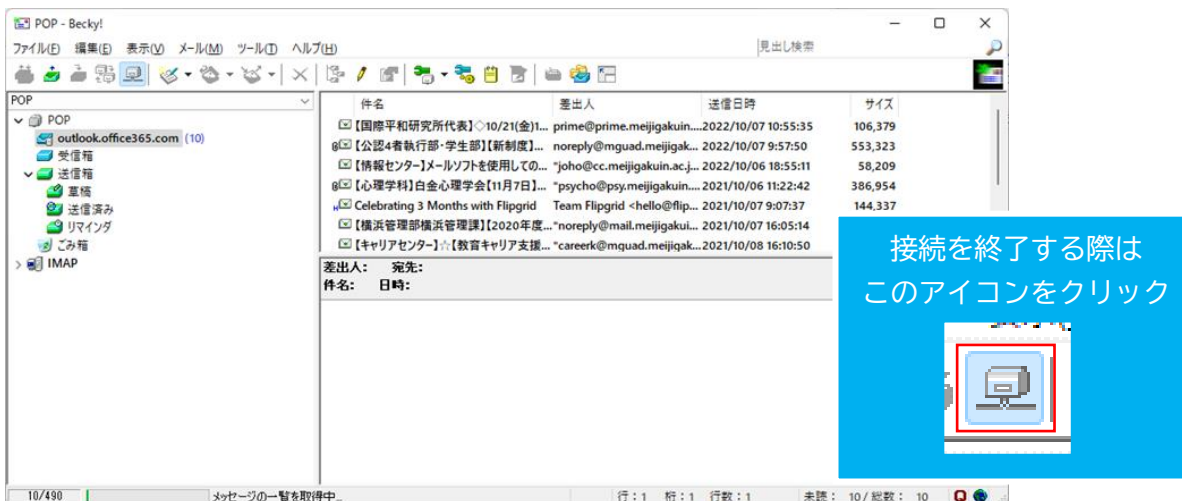 POP - Becky!
ファイル(F) 編集(E) 表示(V) メール(M) ツール(T) ヘルプ(H) 見出し検索
POP
件名 差出人 送信日時 サイズ
POP
outlook.office365.com (10)
受信箱
送信箱
草稿
送信済み
リマインダ
ごみ箱
IMAP
【国際平和研究所代表】◇10/21(金)1... prime@prime.meijigakuin.... 2022/10/07 10:55:35 106,379
【公認4者執行部・学生部】【新制度】... noreply@mguad.meijigak... 2022/10/07 9:57:50 553,323
【情報センター】メールソフトを使用しての... "joho@cc.meijigakuin.ac.j... 2022/10/06 18:55:11 58,209
【心理学科】白金心理学会【11月7日】... "psycho@psy.meijigakuin.... 2021/10/06 11:22:42 386,954
Celebrating 3 Months with Flipgrid Team Flipgrid <hello@flip... 2021/10/07 9:07:37 144,337
【横浜管理部横浜管理課】【2020年度... "noreply@mail.meijigakui... 2021/10/07 16:05:14
【キャリアセンター】☆【教育キャリア支援... "careerk@mguad.meijigak... 2021/10/08 16:10:50
差出人: 宛先:
件名: 日時:
接続を終了する際は
このアイコンをクリック
10/490 メッセージの一覧を取得中... 行:1 桁:1 行数:1 未読: 10/総数: 10